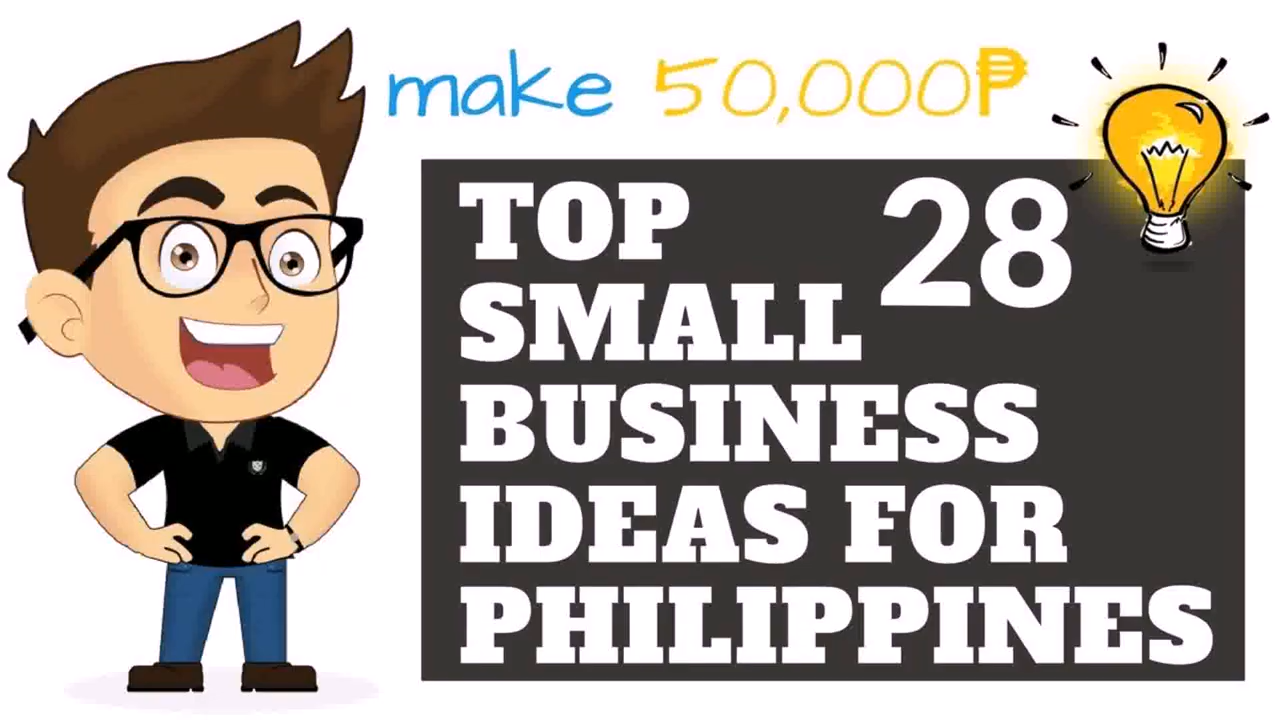 make 50,000₱
TOP 28
SMALL
BUSINESS
IDEAS FOR
PHILIPPINES